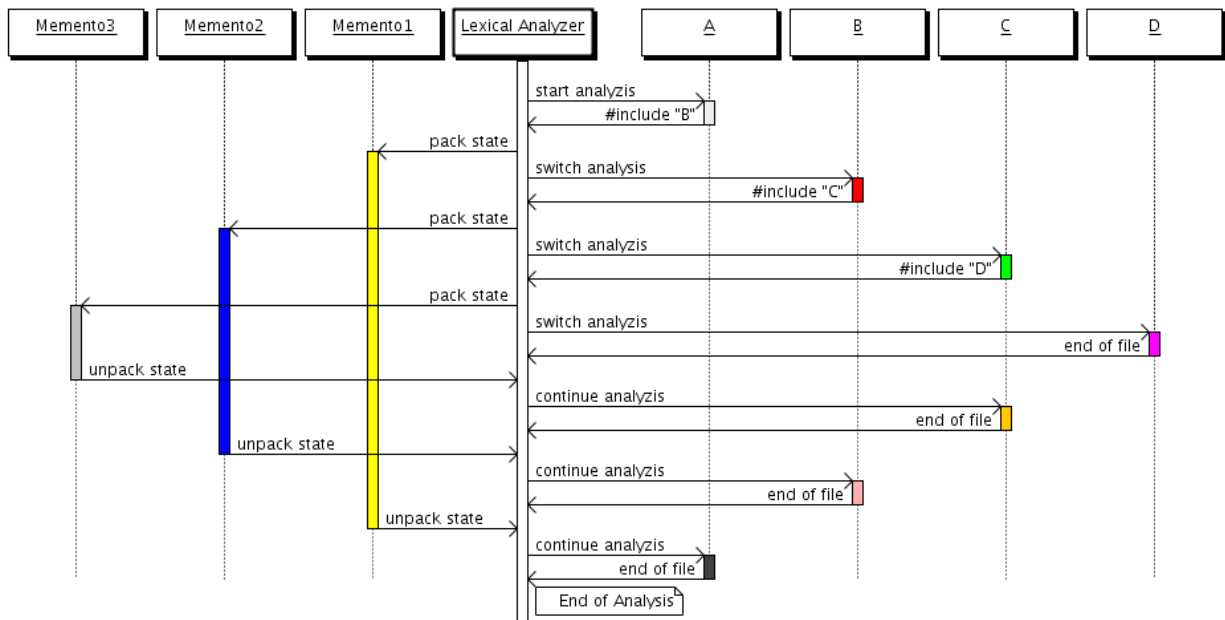 Memento3 Memento2 Memento1 Lexical Analyzer A B C D
start analyzis
#include "B"
pack state
switch analysis
#include "C"
pack state
switch analyzis
#include "D"
pack state
switch analyzis
end of file
unpack state
continue analyzis
end of file
unpack state
continue analyzis
end of file
unpack state
continue analyzis
end of file
End of Analysis